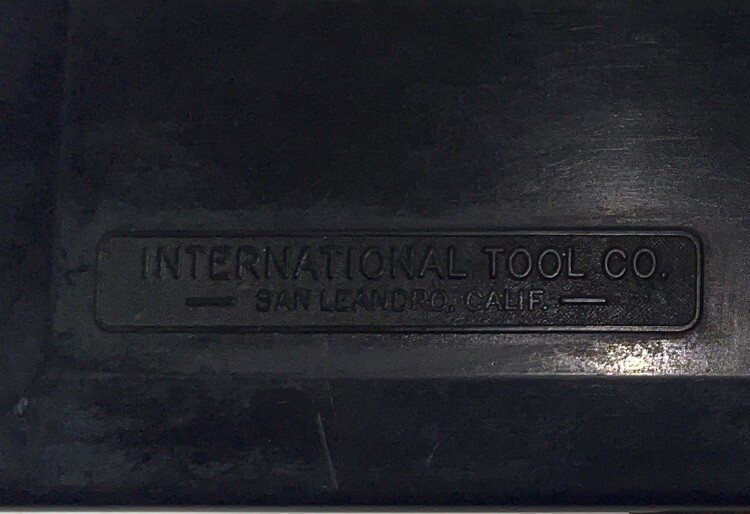 INTERNATIONAL TOOL CO.
— SAN LEANDRO, CALIF. —